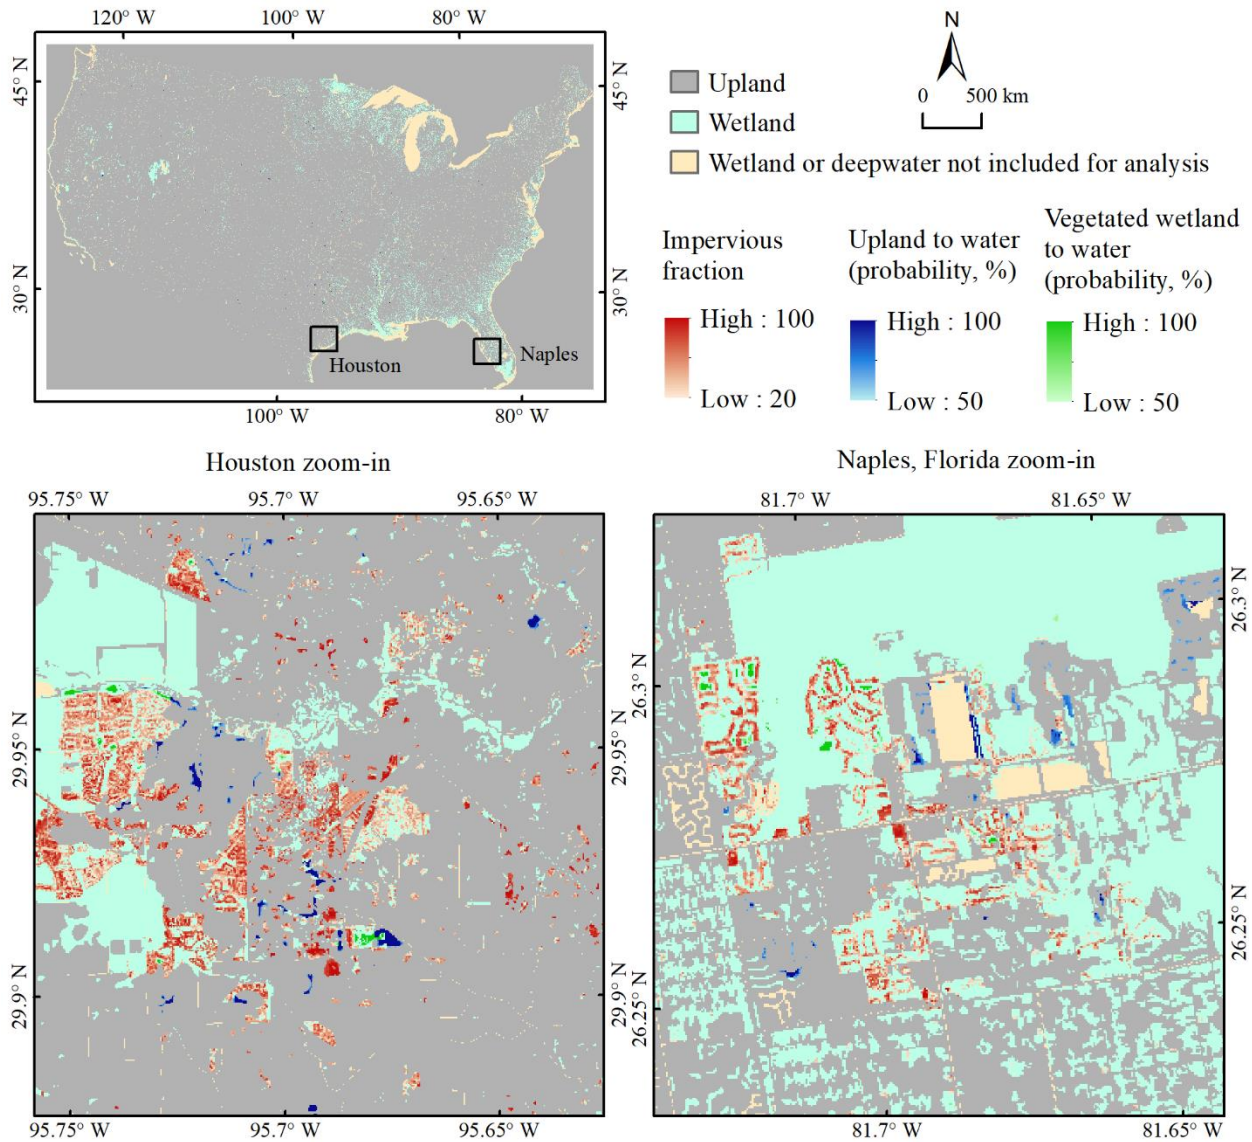 120° W 100° W 80° W
45° N
45° N
30° N
30° N
Houston
Naples
100° W 80° W
N
0 500 km
Upland
Wetland
Wetland or deepwater not included for analysis
Impervious
fraction
High : 100
Low : 20
Upland to water
(probability, %)
High : 100
Low : 50
Vegetated wetland
to water
(probability, %)
High : 100
Low : 50
Houston zoom-in
95.75° W 95.7° W 95.65° W
29.95° N
29.95° N
29.9° N
29.9° N
95.75° W 95.7° W 95.65° W
Naples, Florida zoom-in
81.7° W 81.65° W
26.3° N
26.3° N
26.25° N
26.25° N
81.7° W 81.65° W